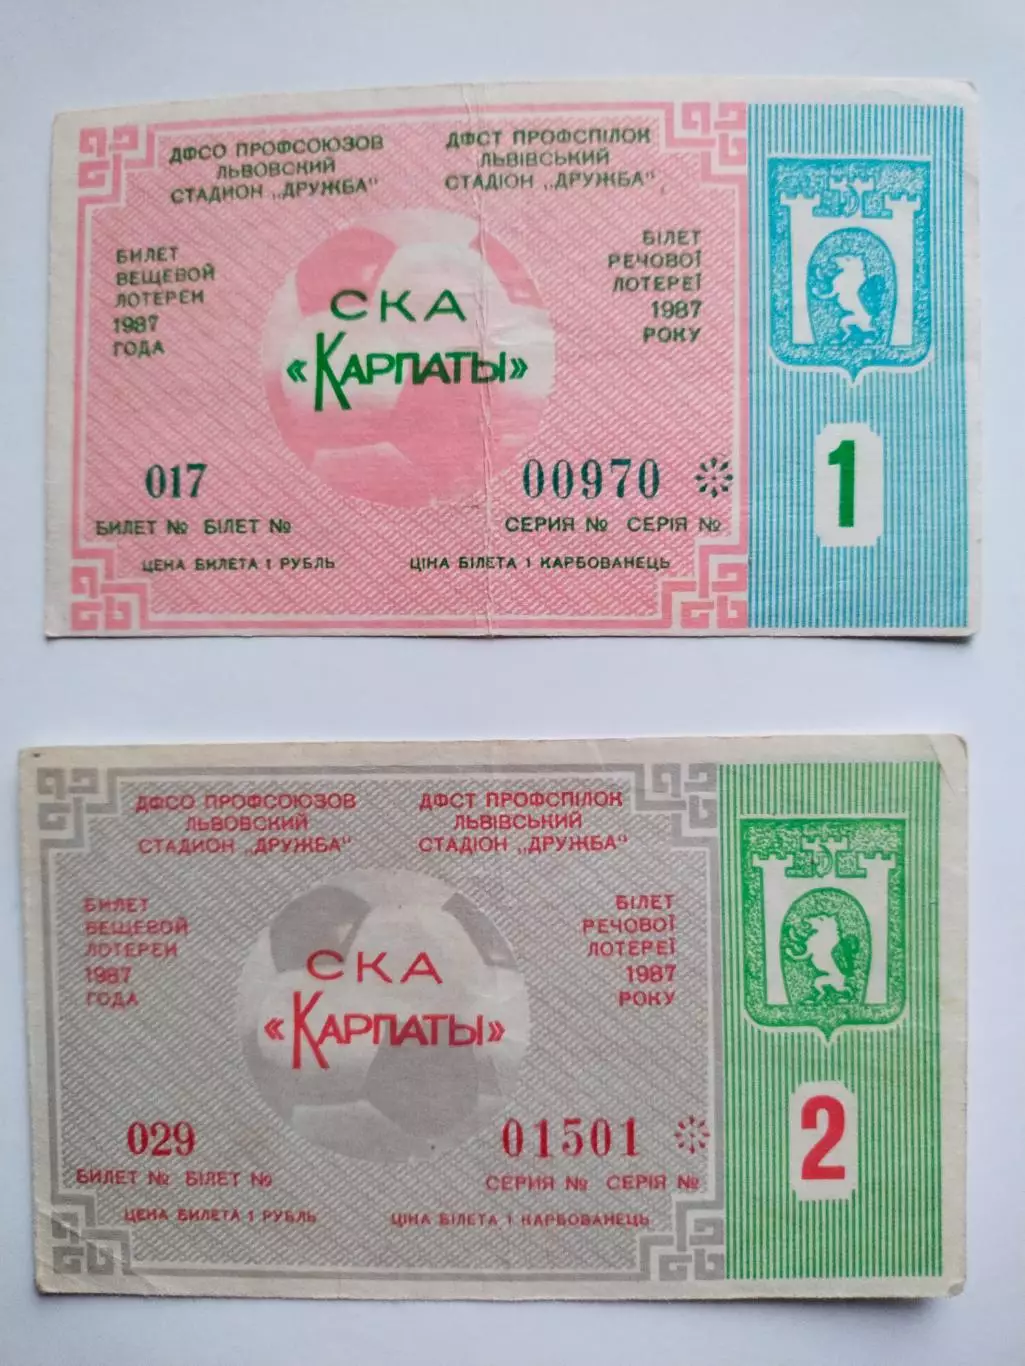 ДФСО ПРОФСОЮЗОВ
ЛЬВОВСКИЙ
СТАДИОН „ДРУЖБА“
ДФСТ ПРОФСПІЛОК
ЛЬВІВСЬКИЙ
СТАДІОН „ДРУЖБА“
БИЛЕТ
ВЕЩЕВОЙ
ЛОТЕРЕИ
1987
ГОДА
БІЛЕТ
РЕЧОВОЇ
ЛОТЕРЕЇ
1987
РОКУ
СКА
«КАРПАТЫ»
017
00970
БИЛЕТ № БІЛЕТ №
СЕРИЯ № СЕРІЯ №
ЦЕНА БИЛЕТА 1 РУБЛЬ
ЦІНА БІЛЕТА 1 КАРБОВАНЕЦЬ
1
ДФСО ПРОФСОЮЗОВ
ЛЬВОВСКИЙ
СТАДИОН „ДРУЖБА“
ДФСТ ПРОФСПІЛОК
ЛЬВІВСЬКИЙ
СТАДІОН „ДРУЖБА“
БИЛЕТ
ВЕЩЕВОЙ
ЛОТЕРЕИ
1987
ГОДА
БІЛЕТ
РЕЧОВОЇ
ЛОТЕРЕЇ
1987
РОКУ
СКА
«КАРПАТЫ»
029
01501
БИЛЕТ № БІЛЕТ №
СЕРИЯ № СЕРІЯ №
ЦЕНА БИЛЕТА 1 РУБЛЬ
ЦІНА БІЛЕТА 1 КАРБОВАНЕЦЬ
2